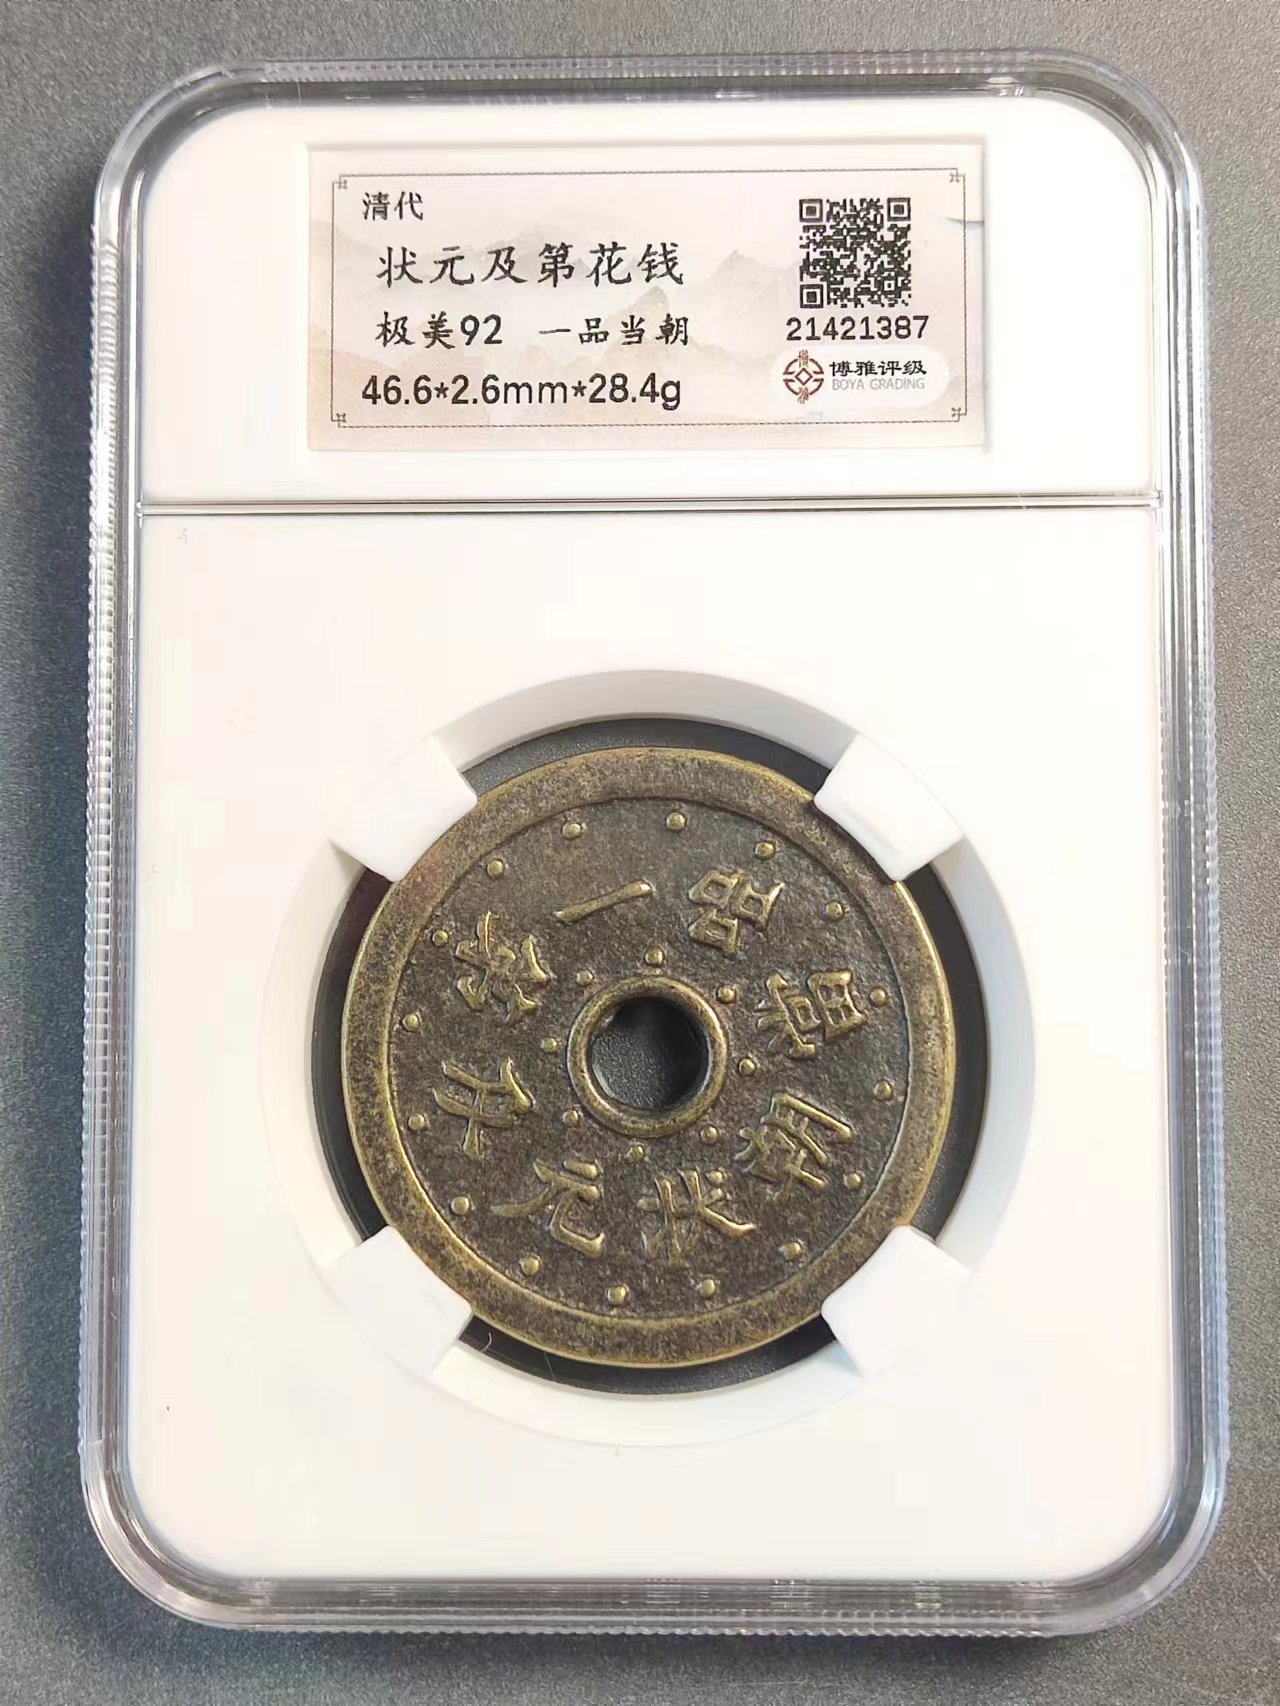 清代
状元及第花钱
极美92 一品当朝
46.6*2.6mm*28.4g
21421387
博雅评级
BOYA GRADING
一品當朝
状元及第